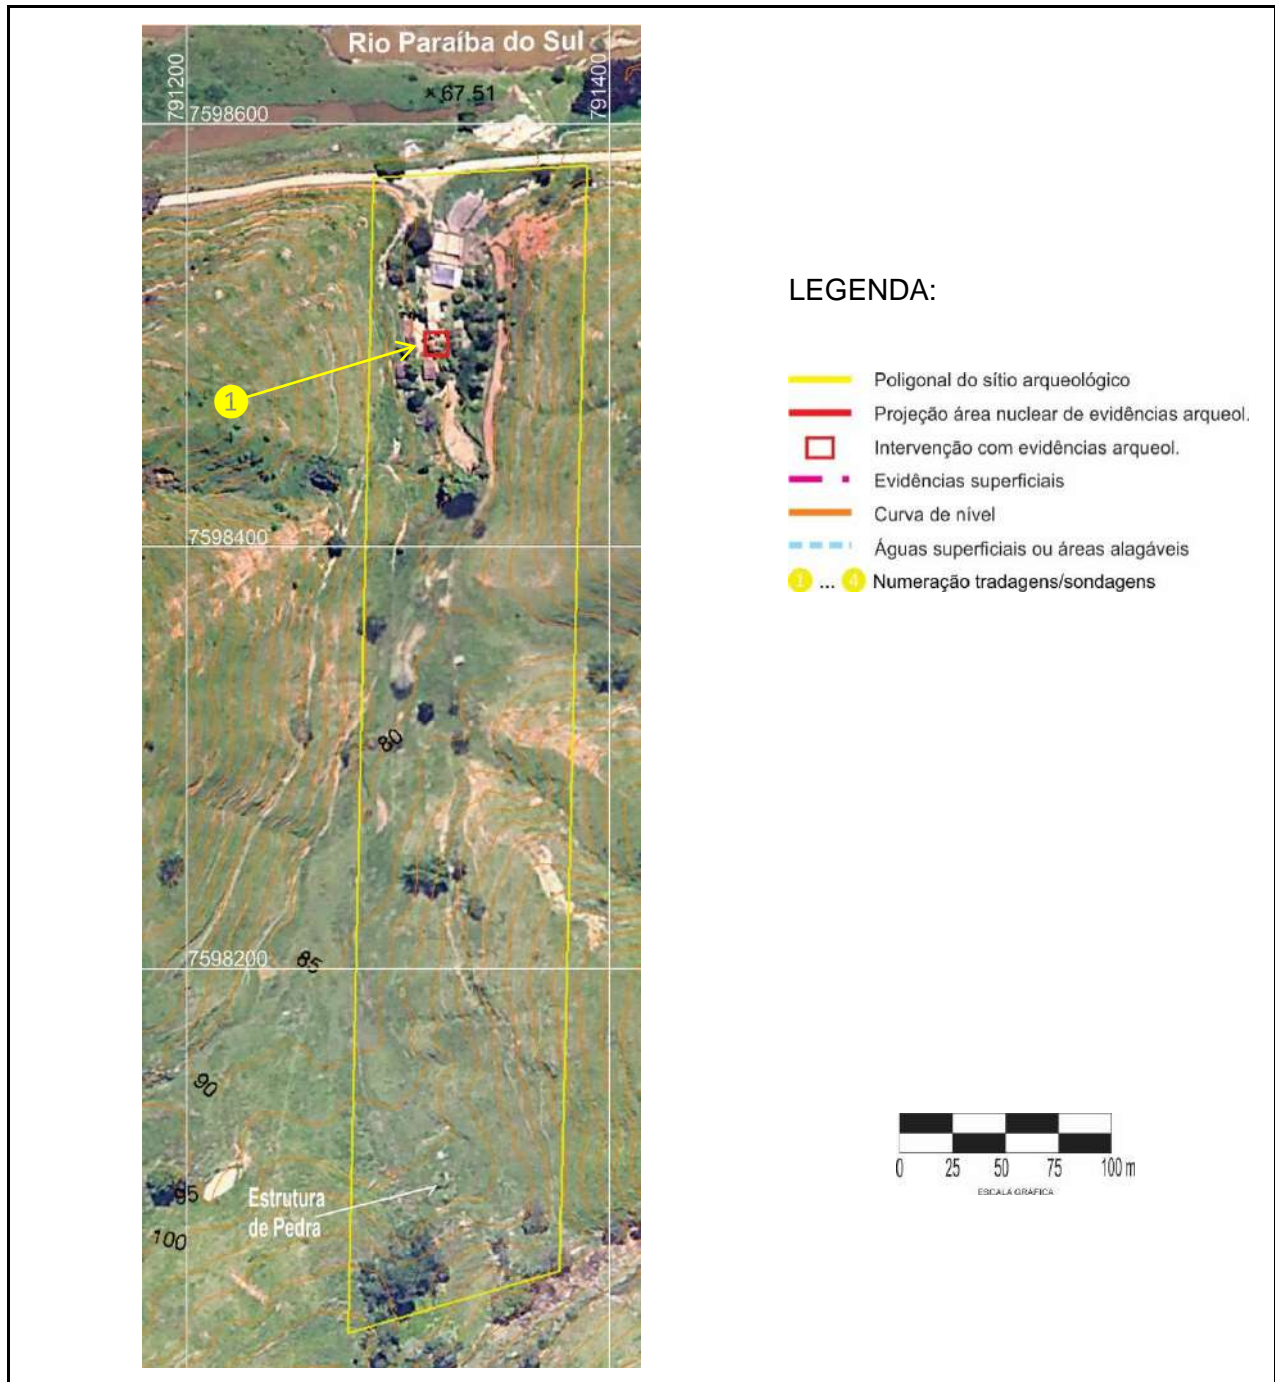 Rio Paraíba do Sul
791200
791400
× 67.51
7598600
1
7598400
80
7598200
85
90
95
100
Estrutura
de Pedra
LEGENDA:
Poligonal do sítio arqueológico
Projeção área nuclear de evidências arqueol.
Intervenção com evidências arqueol.
Evidências superficiais
Curva de nível
Águas superficiais ou áreas alagáveis
1 ... 4 Numeração tradagens/sondagens
0 25 50 75 100 m
ESCALA GRÁFICA